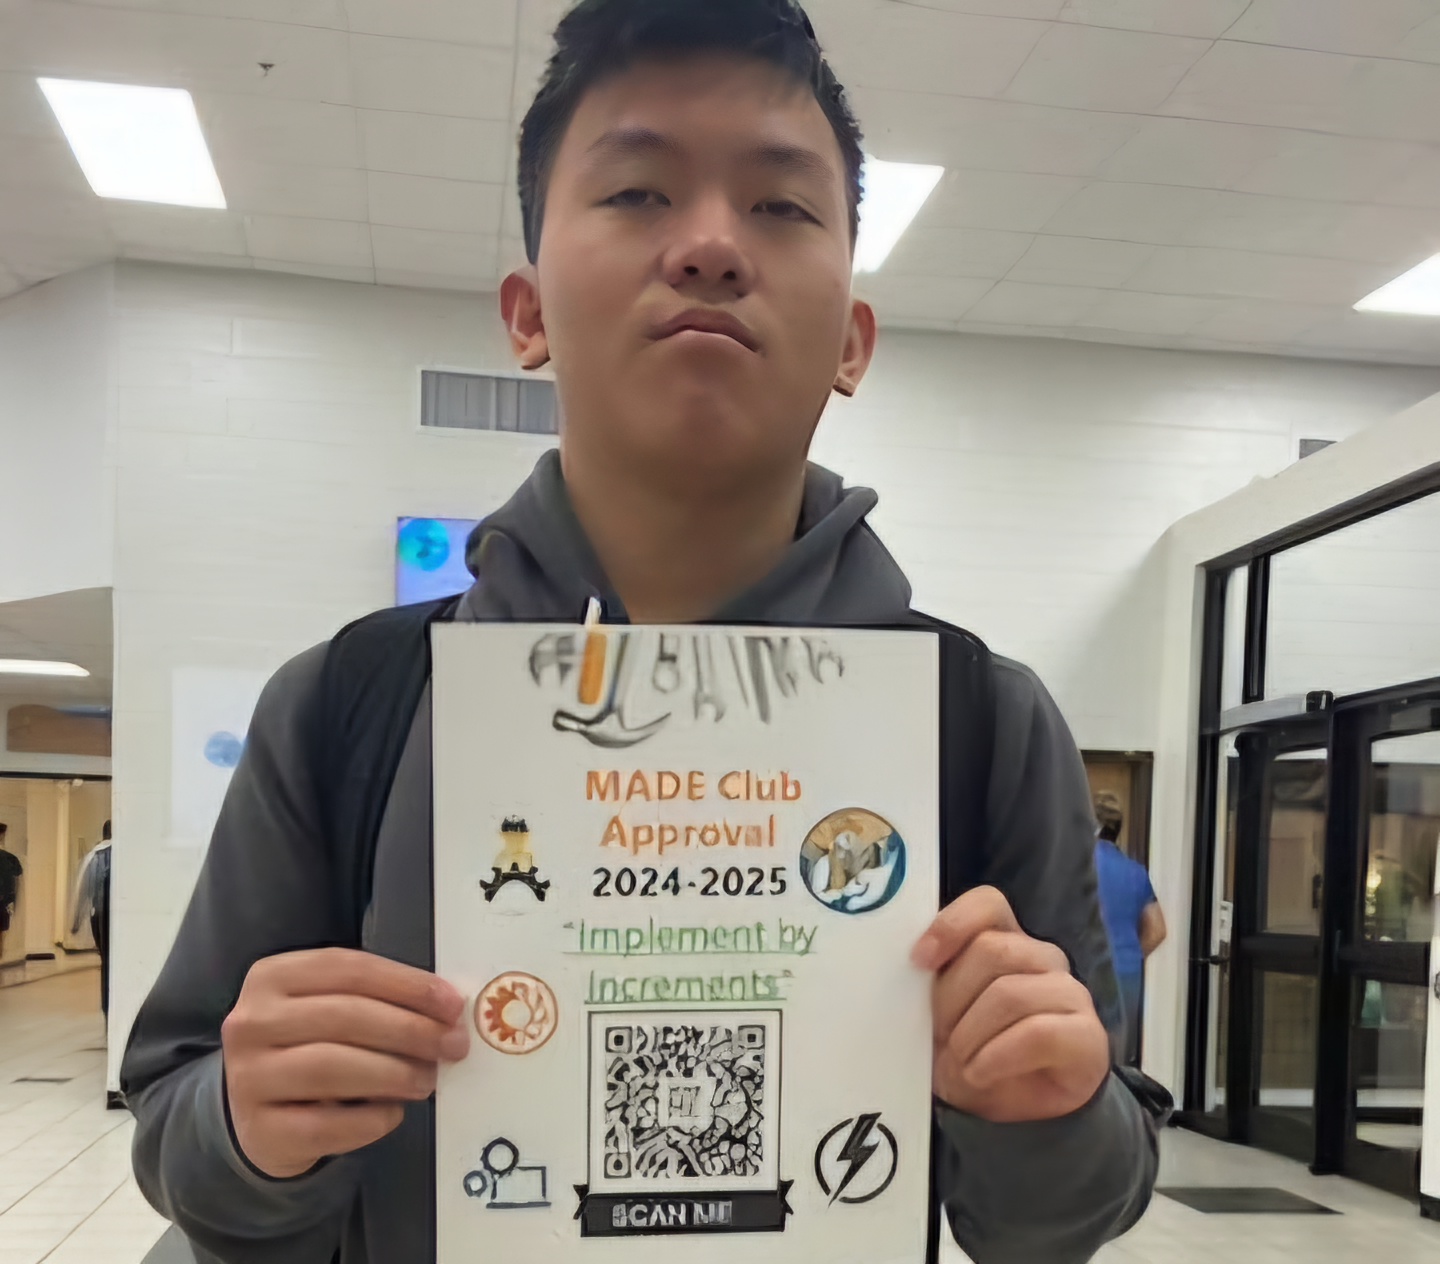 MADE Club
Approval
2024-2025
"Implement by
Increments"
SCAN ME